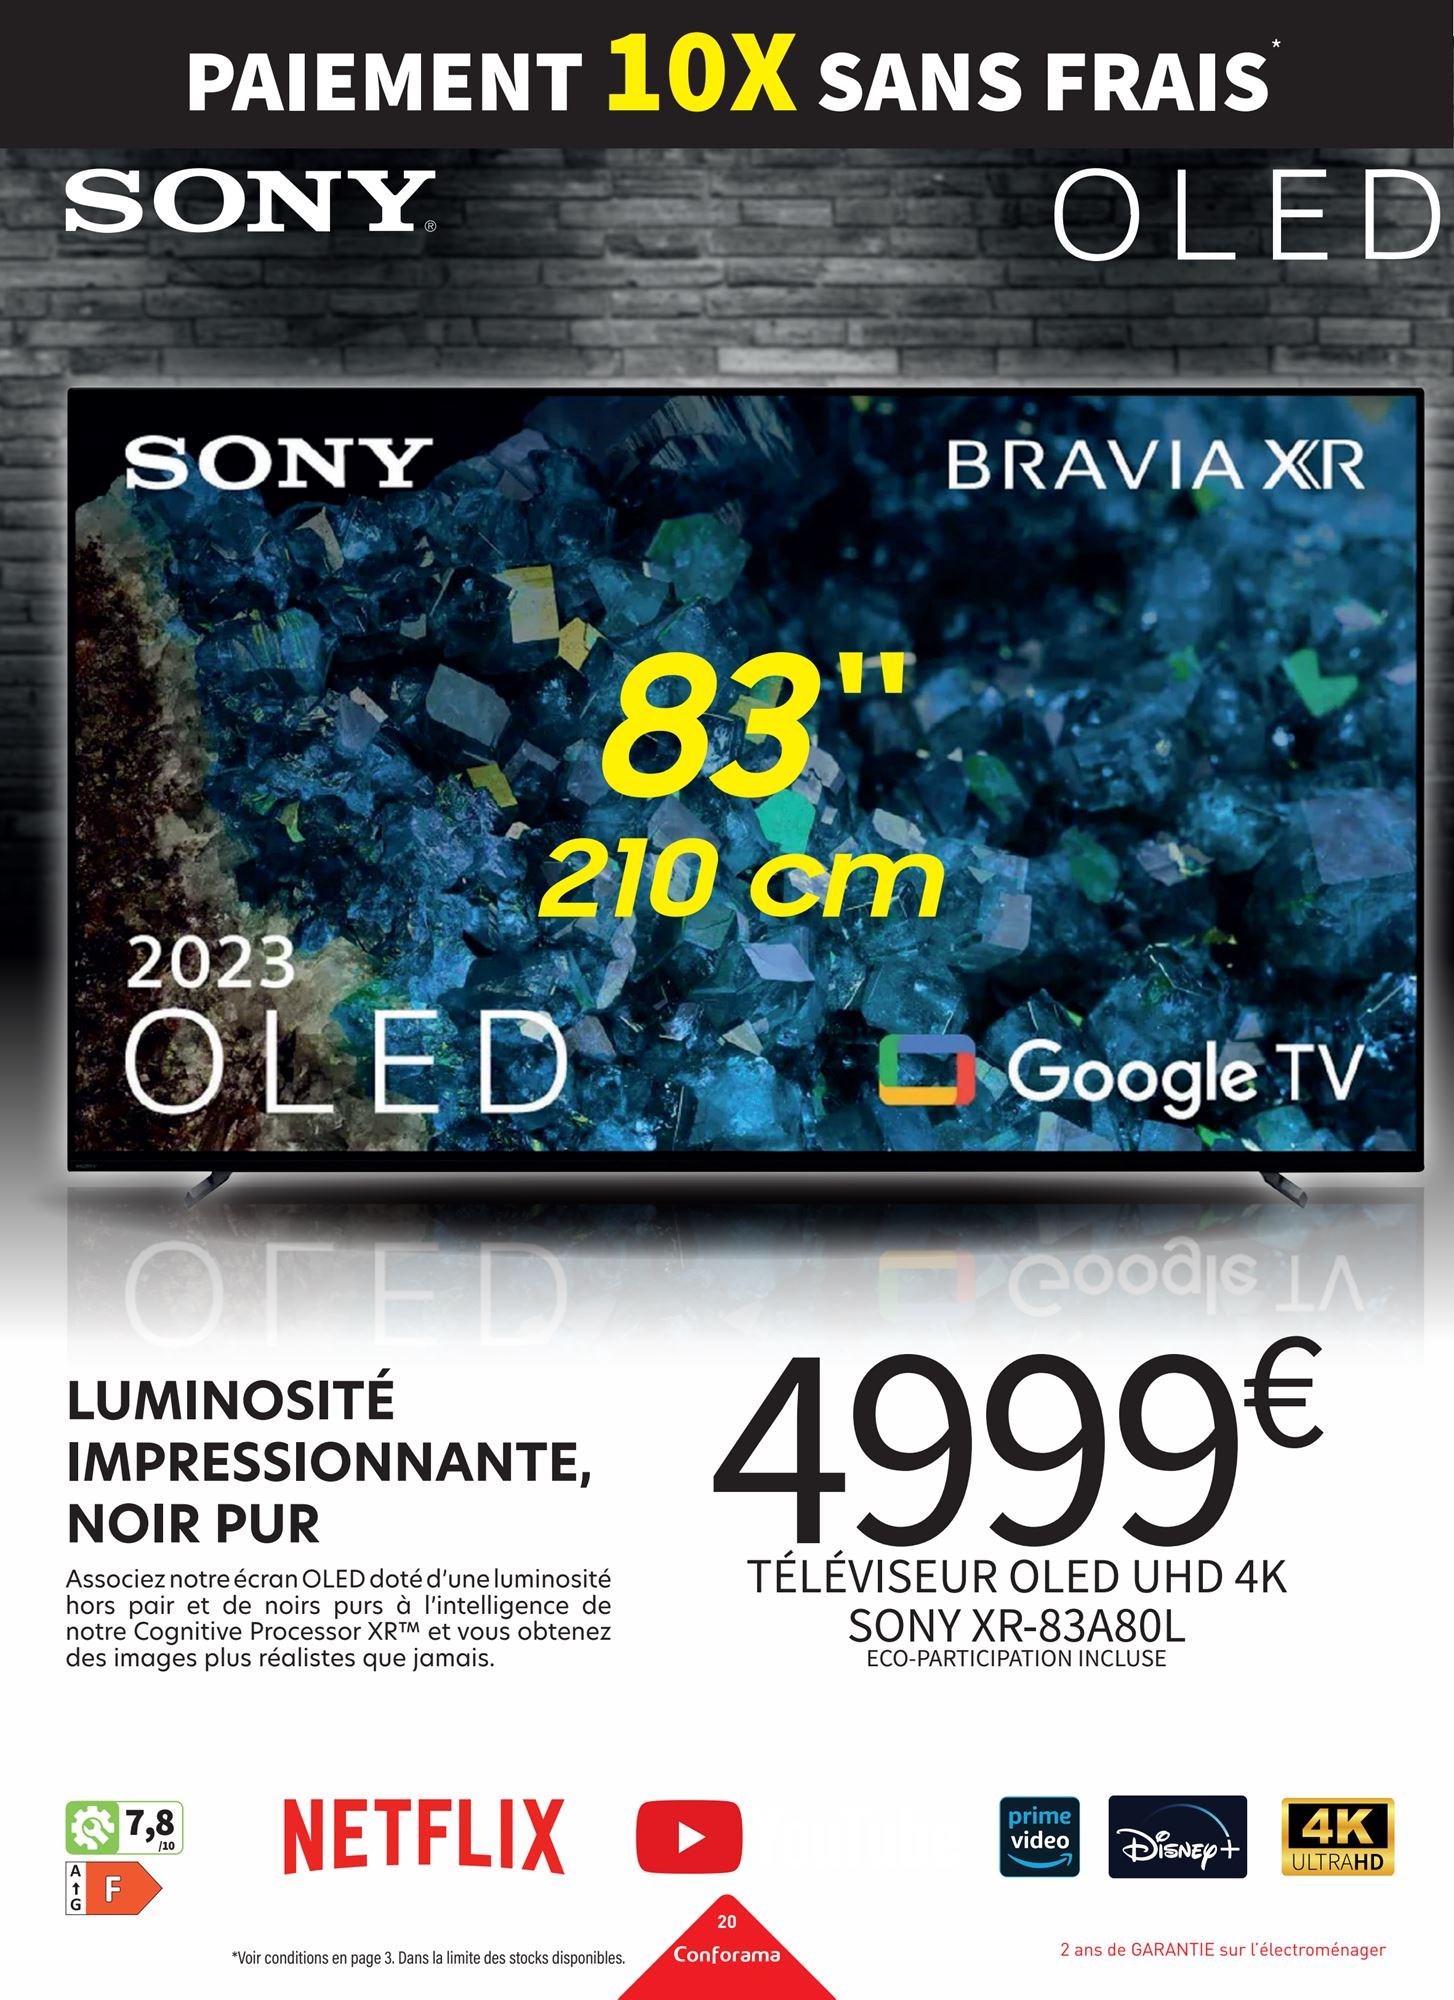 PAIEMENT 10X SANS FRAIS*
SONY®
OLED
SONY
BRAVIA XR
83"
210 cm
2023
OLED
Google TV
LUMINOSITÉ
IMPRESSIONNANTE,
NOIR PUR
Associez notre écran OLED doté d'une luminosité
hors pair et de noirs purs à l'intelligence de
notre Cognitive Processor XR™ et vous obtenez
des images plus réalistes que jamais.
4999€
TÉLÉVISEUR OLED UHD 4K
SONY XR-83A80L
ECO-PARTICIPATION INCLUSE
7,8
/10
A
↑
G
F
NETFLIX
prime
video
Disney+
4K
ULTRAHD
20
Conforama
*Voir conditions en page 3. Dans la limite des stocks disponibles.
2 ans de GARANTIE sur l'électroménager